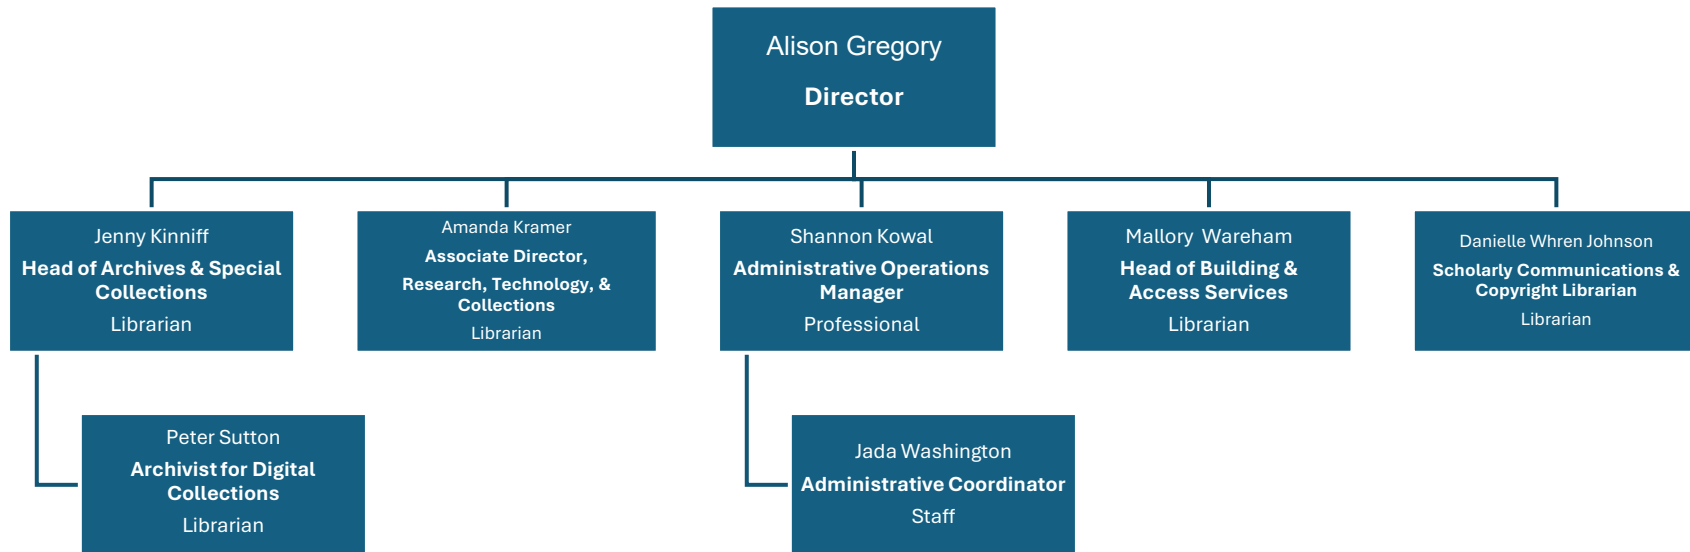 Alison Gregory
Director
Jenny Kinniff
Head of Archives & Special
Collections
Librarian
Amanda Kramer
Associate Director,
Research, Technology, &
Collections
Librarian
Shannon Kowal
Administrative Operations
Manager
Professional
Mallory Wareham
Head of Building &
Access Services
Librarian
Danielle Whren Johnson
Scholarly Communications &
Copyright Librarian
Librarian
Peter Sutton
Archivist for Digital
Collections
Librarian
Jada Washington
Administrative Coordinator
Staff